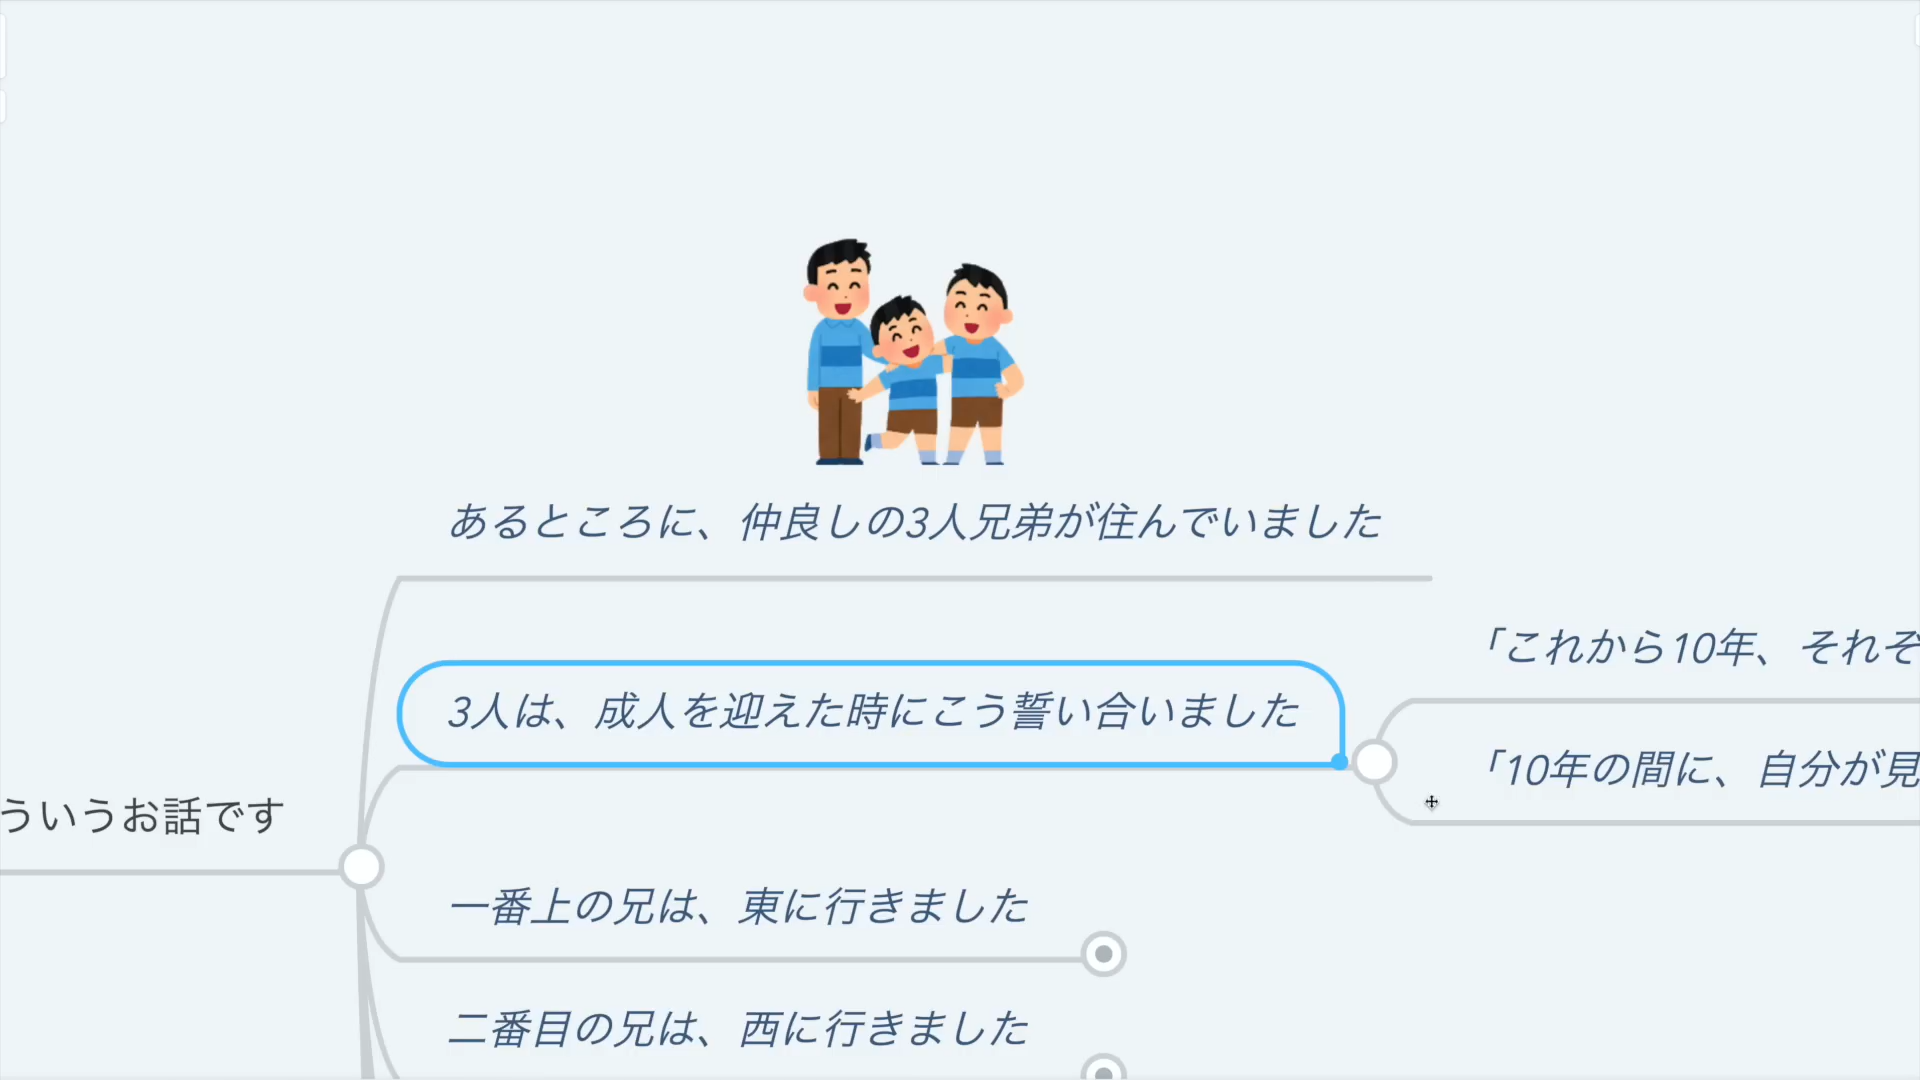 あるところに、仲良しの3人兄弟が住んでいました
3人は、成人を迎えた時にこう誓い合いました
「これから10年、それぞ
「10年の間に、自分が見
ういうお話です
一番上の兄は、東に行きました
二番目の兄は、西に行きました